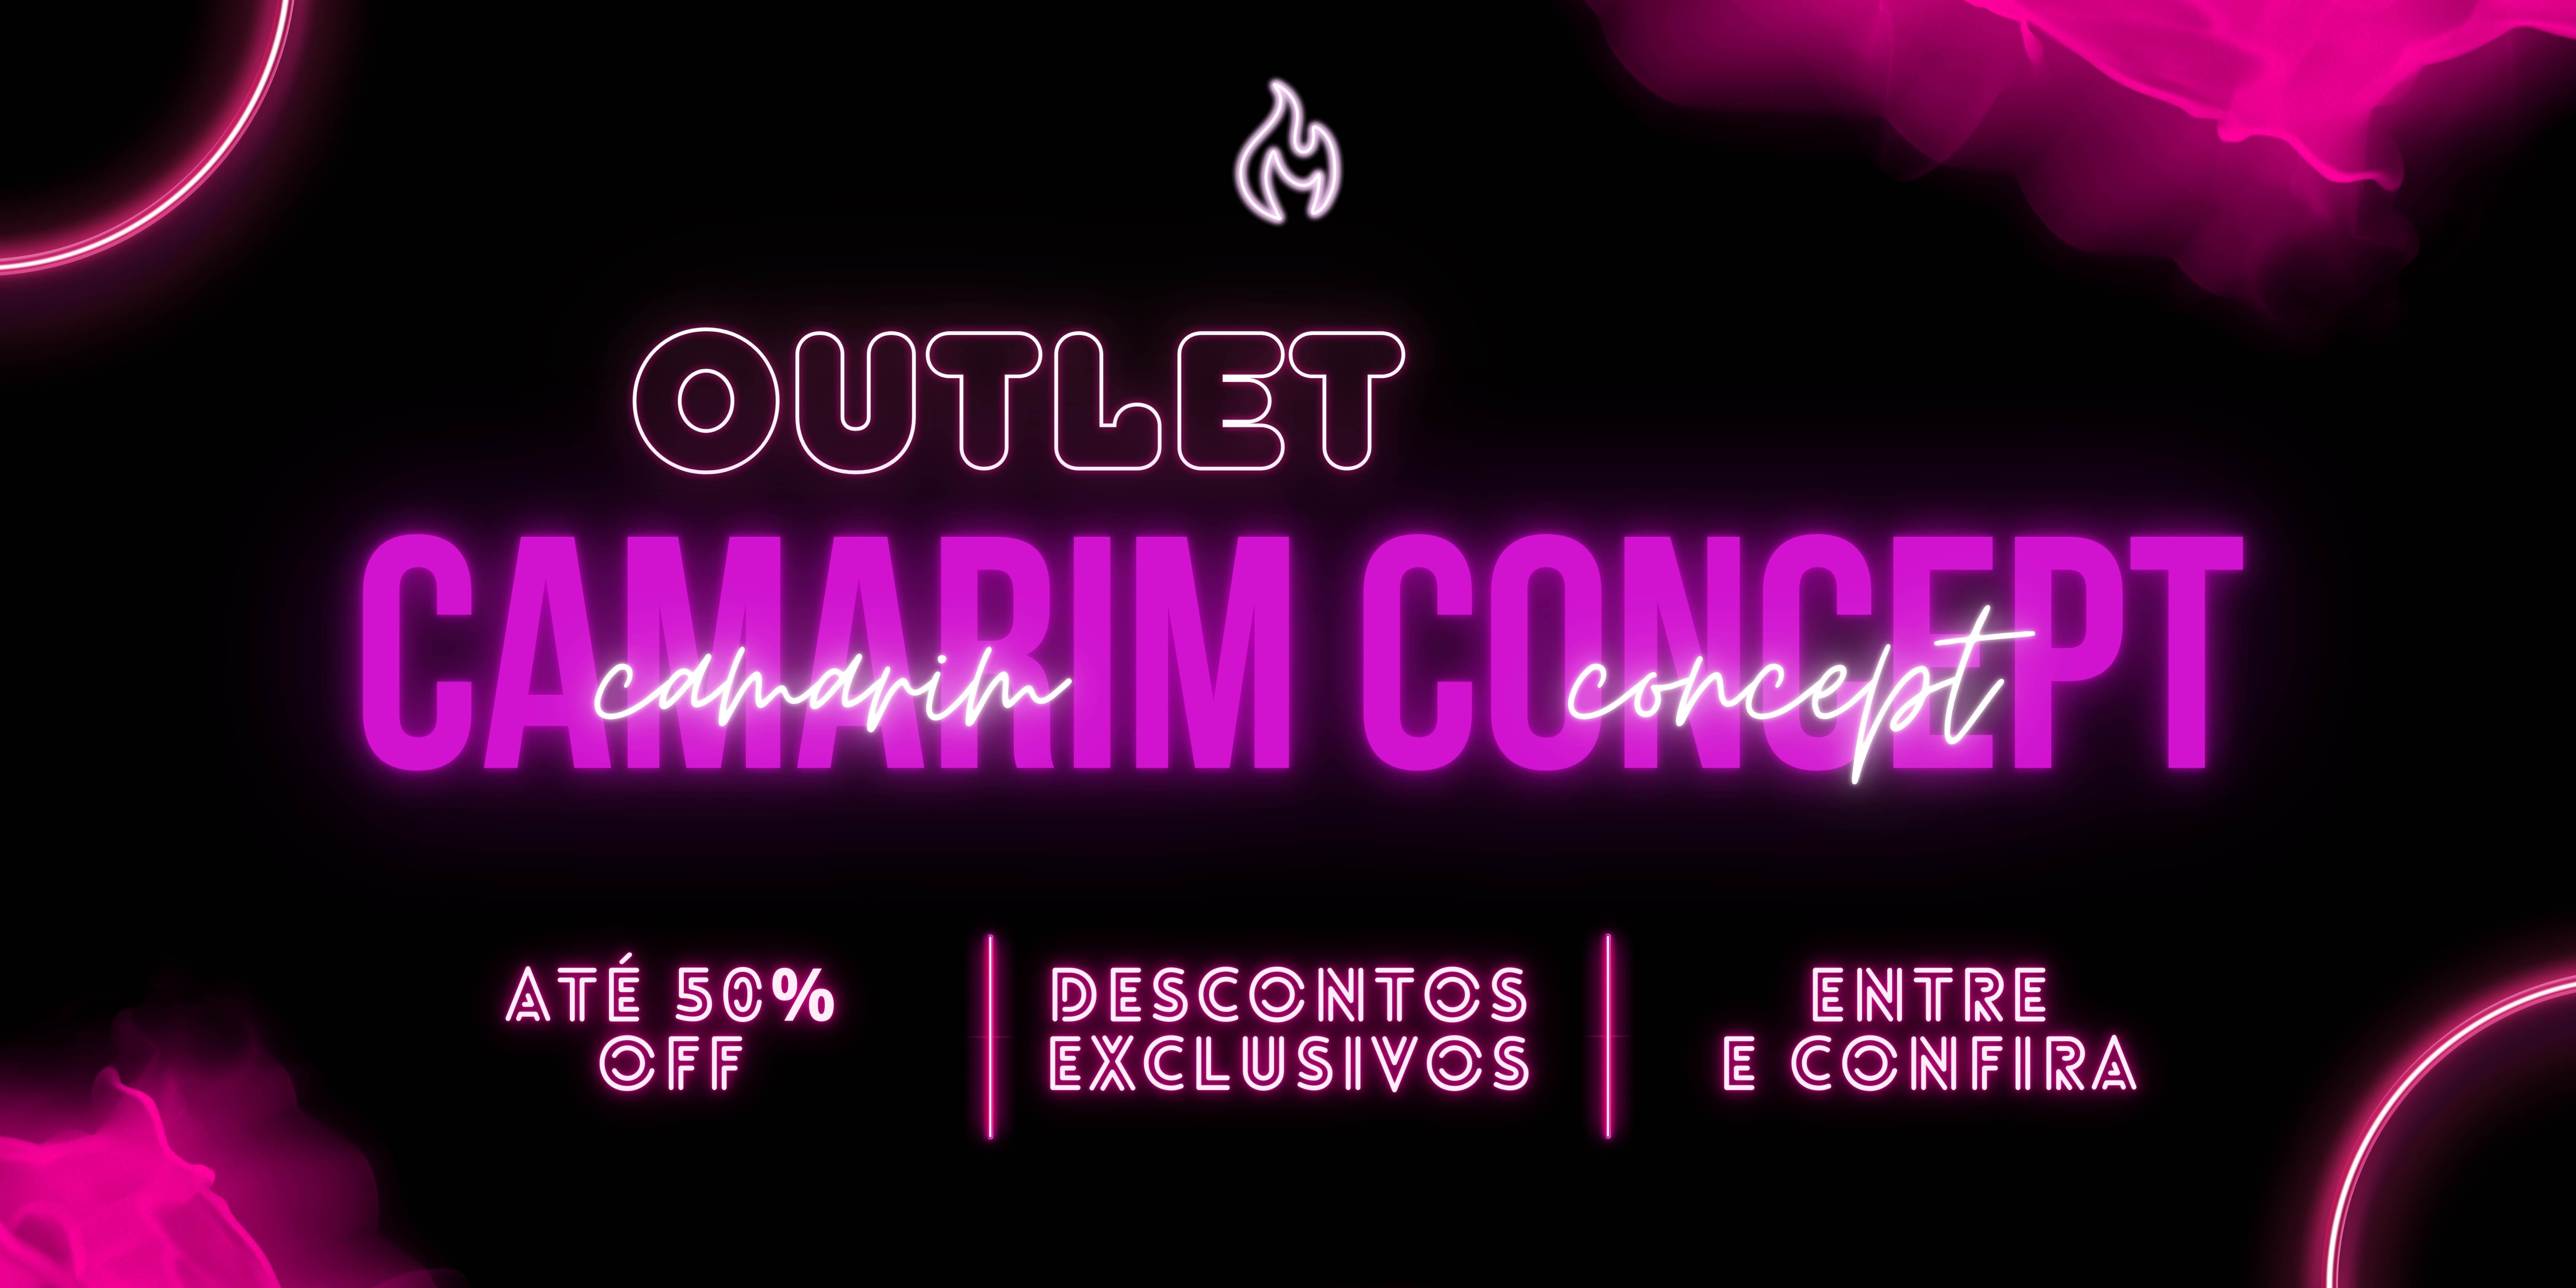 OUTLET
CAMARIM CONCEPT
camarim concept
ATÉ 50%
OFF
DESCONTOS
EXCLUSIVOS
ENTRE
E CONFIRA